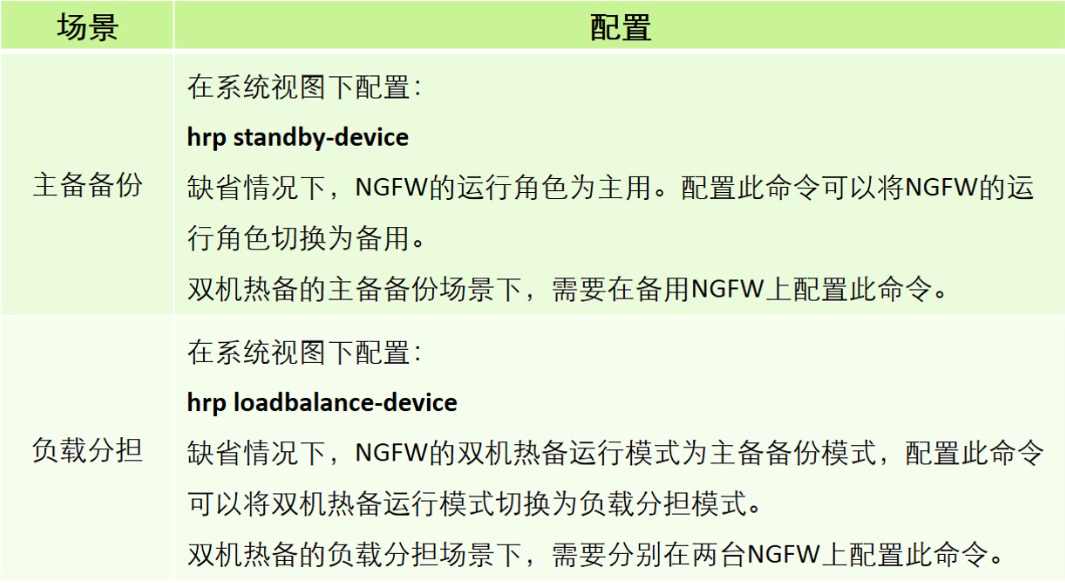 场景
配置
主备备份
在系统视图下配置：
hrp standby-device
缺省情况下，NGFW的运行角色为主用。配置此命令可以将NGFW的运
行角色切换为备用。
双机热备的主备备份场景下，需要在备用NGFW上配置此命令。
负载分担
在系统视图下配置：
hrp loadbalance-device
缺省情况下，NGFW的双机热备运行模式为主备备份模式，配置此命令
可以将双机热备运行模式切换为负载分担模式。
双机热备的负载分担场景下，需要分别在两台NGFW上配置此命令。